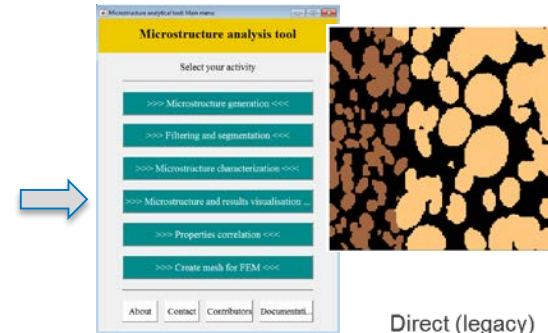 Microstructure analytical tool: Main menu
Microstructure analysis tool
Select your activity
>>> Microstructure generation <<<
>>> Filtering and segmentation <<<
>>> Microstructure characterization <<<
>>> Microstructure and results visualisation ...
>>> Properties correlation <<<
>>> Create mesh for FEM <<<
About Contact Contributors Documentati...
Direct (legacy)